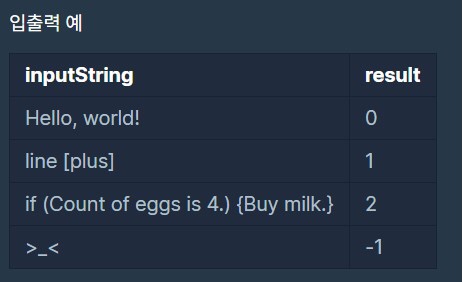 입출력 예
inputString result
Hello, world! 0
line [plus] 1
if (Count of eggs is 4.) {Buy milk.} 2
>_< -1